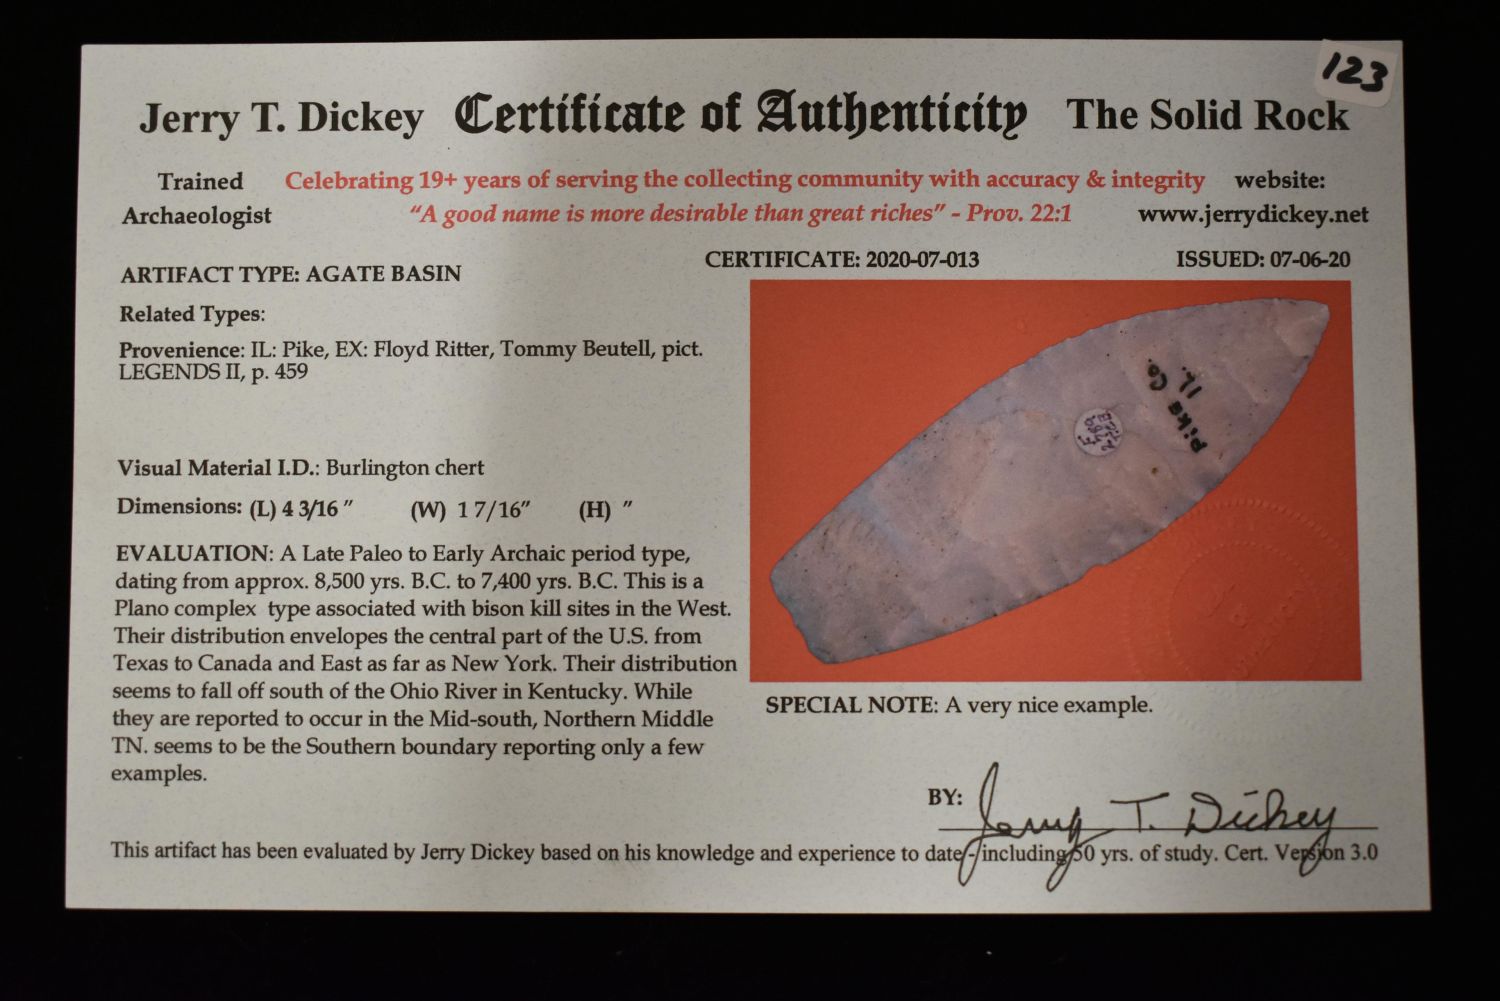 123
Jerry T. Dickey Certificate of Authenticity The Solid Rock
Trained Celebrating 19+ years of serving the collecting community with accuracy & integrity website:
Archaeologist "A good name is more desirable than great riches" - Prov. 22:1 www.jerrydickey.net
CERTIFICATE: 2020-07-013 ISSUED: 07-06-20
ARTIFACT TYPE: AGATE BASIN
Related Types:
Provenience: IL: Pike, EX: Floyd Ritter, Tommy Beutell, pict.
LEGENDS II, p. 459
Visual Material I.D.: Burlington chert
Dimensions: (L) 4 3/16 " (W) 1 7/16" (H) "
EVALUATION: A Late Paleo to Early Archaic period type,
dating from approx. 8,500 yrs. B.C. to 7,400 yrs. B.C. This is a
Plano complex type associated with bison kill sites in the West.
Their distribution envelopes the central part of the U.S. from
Texas to Canada and East as far as New York. Their distribution
seems to fall off south of the Ohio River in Kentucky. While
they are reported to occur in the Mid-south, Northern Middle
TN. seems to be the Southern boundary reporting only a few
examples.
Pike Co.
IL.
SPECIAL NOTE: A very nice example.
BY: Jerry T. Dickey
This artifact has been evaluated by Jerry Dickey based on his knowledge and experience to date - including 50 yrs. of study. Cert. Version 3.0